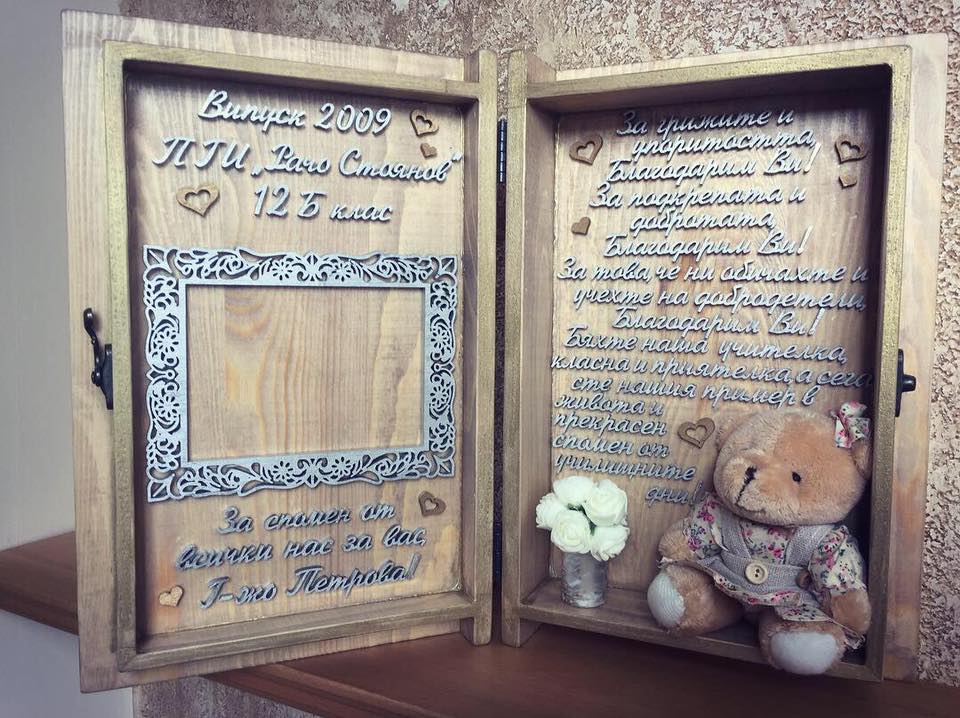 Випуск 2009
ПГИ „Рачо Стоянов“
12 Б клас
За спомен от
всички нас за вас,
Г-жо Петрова!
За грижите и
упоритостта,
Благодарим Ви!
За подкрепата и
добротата,
Благодарим Ви!
За това, че ни обичахте и
учехте на добродетели,
Благодарим Ви!
Бяхте наша учителка,
класна и приятелка, а сега
сте нашия пример в
живота и
прекрасен
спомен от
училищните
дни!